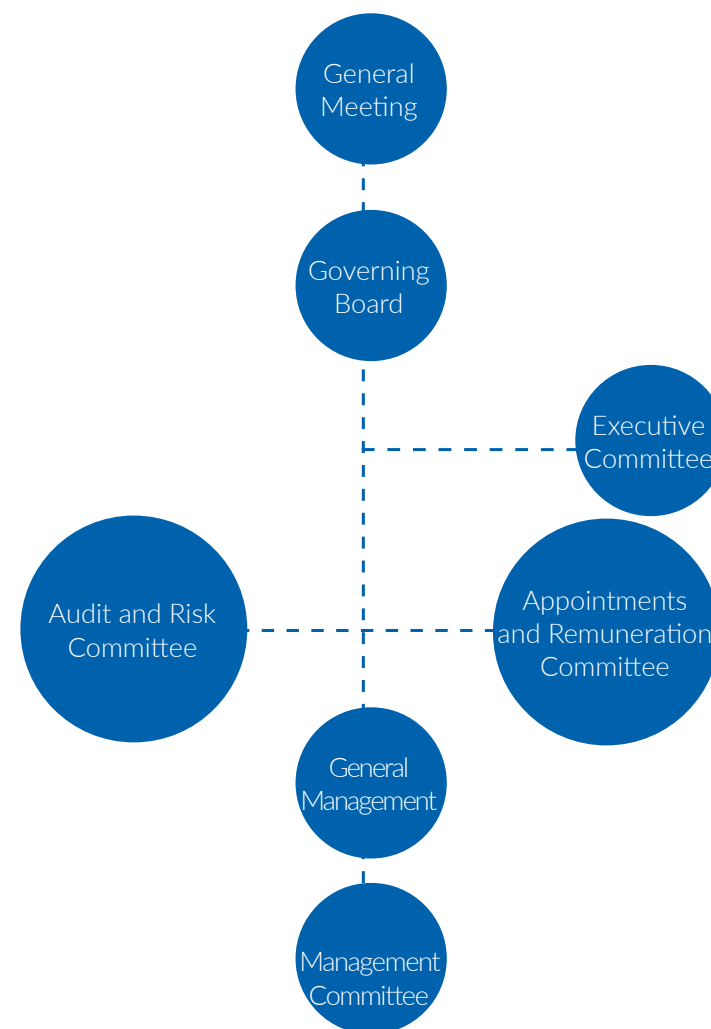 General
Meeting
Governing
Board
Executive
Committee
Audit and Risk
Committee
Appointments
and Remuneration
Committee
General
Management
Management
Committee